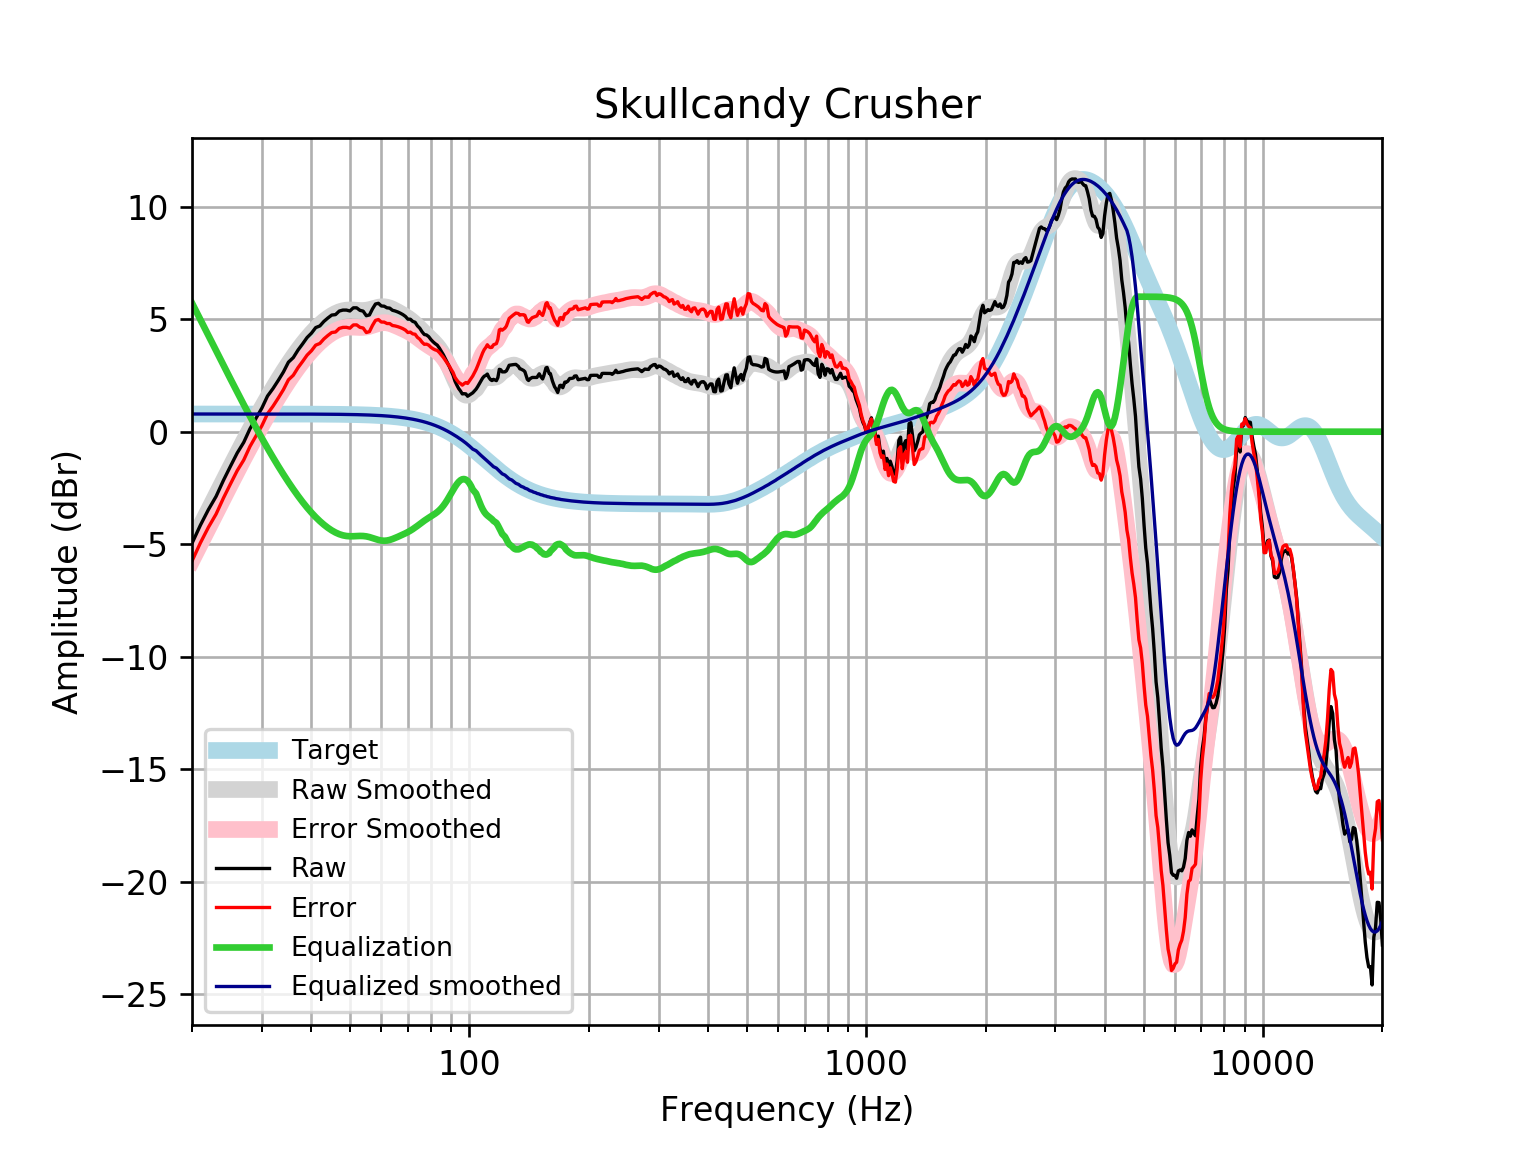 Skullcandy Crusher
10
5
0
−5
−10
−15
−20
−25
Amplitude (dBr)
Target
Raw Smoothed
Error Smoothed
Raw
Error
Equalization
Equalized smoothed
100
1000
10000
Frequency (Hz)